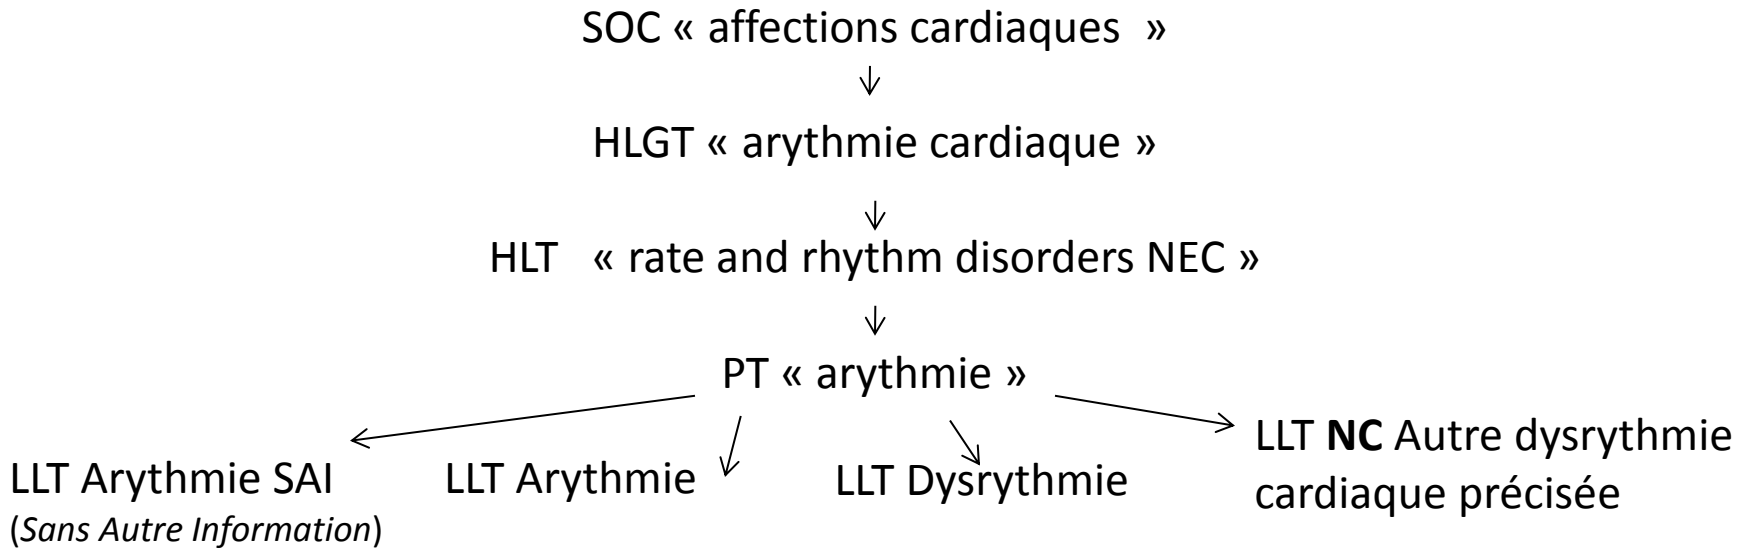 SOC « affections cardiaques »
HLGT « arythmie cardiaque »
HLT « rate and rhythm disorders NEC »
PT « arythmie »
LLT Arythmie SAI
(Sans Autre Information)
LLT Arythmie
LLT Dysrythmie
LLT NC Autre dysrythmie
cardiaque précisée